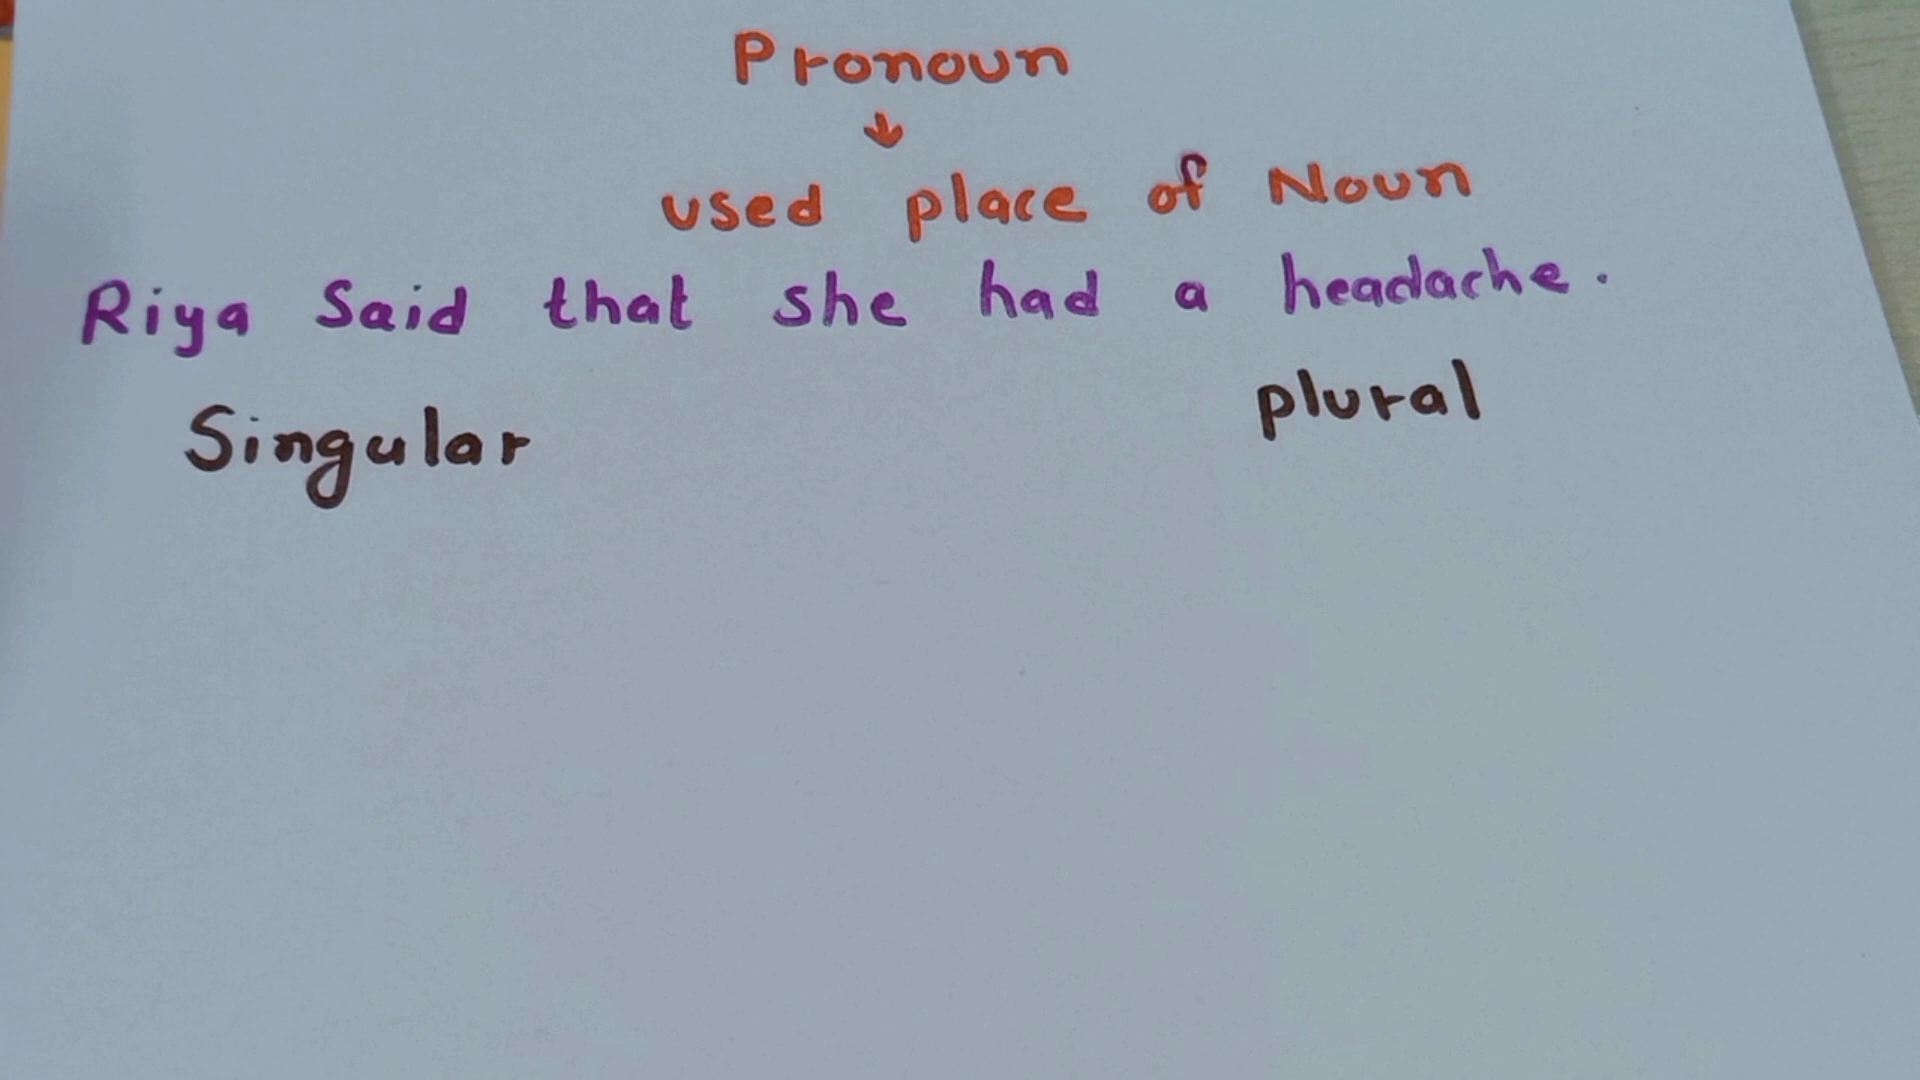 Pronoun
↓
used place of Noun
Riya Said that she had a headache.
Singular plural